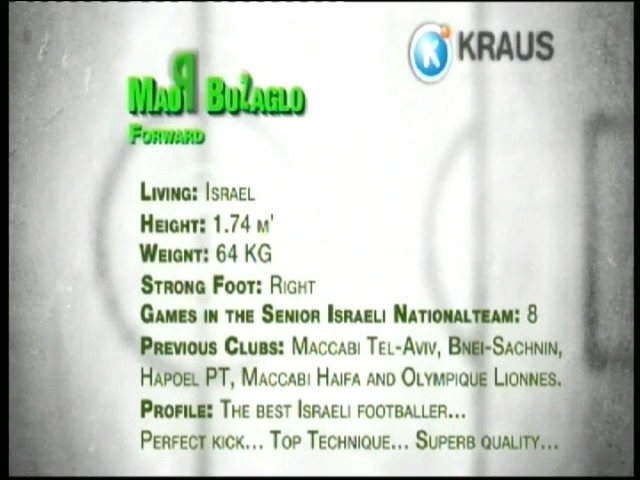 K KRAUS
Maor Buzaglo
Forward
Living: Israel
Height: 1.74 m'
Weignt: 64 KG
Strong Foot: Right
Games in the Senior Israeli Nationalteam: 8
Previous Clubs: Maccabi Tel-Aviv, Bnei-Sachnin,
Hapoel PT, Maccabi Haifa and Olympique Lionnes.
Profile: The best Israeli footballer...
Perfect kick... Top Technique... Superb quality...